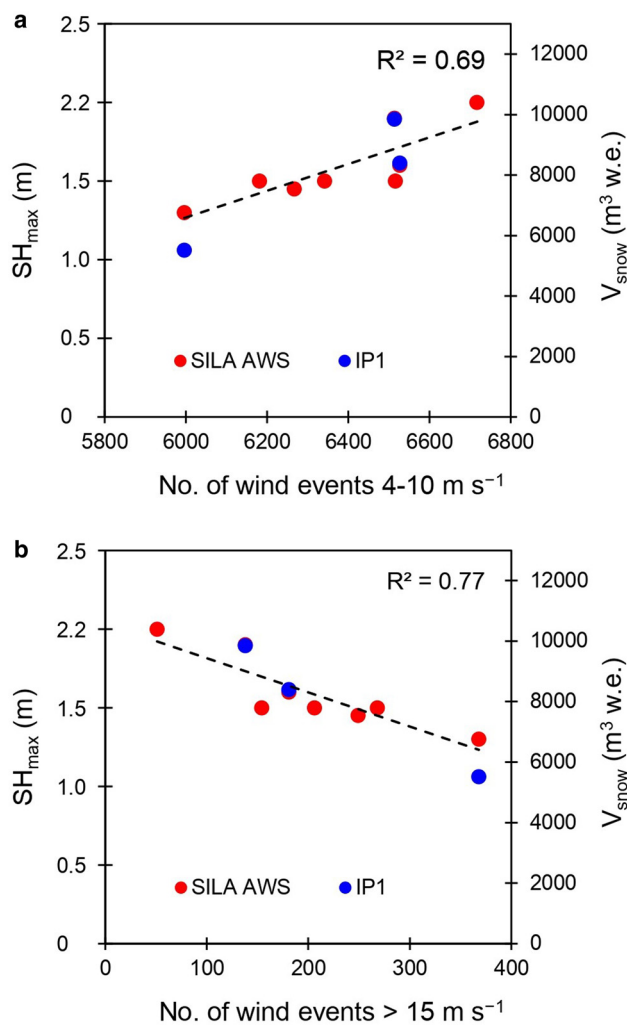 a
2.5
2.2
1.5
1.0
0.5
0
SHmax (m)
R² = 0.69
12000
10000
8000
6000
4000
2000
0
Vsnow (m³ w.e.)
SILA AWS
IP1
5800 6000 6200 6400 6600 6800
No. of wind events 4-10 m s⁻¹
b
2.5
2.2
1.5
1.0
0.5
0
SHmax (m)
R² = 0.77
12000
10000
8000
6000
4000
2000
0
Vsnow (m³ w.e.)
SILA AWS
IP1
0 100 200 300 400
No. of wind events > 15 m s⁻¹